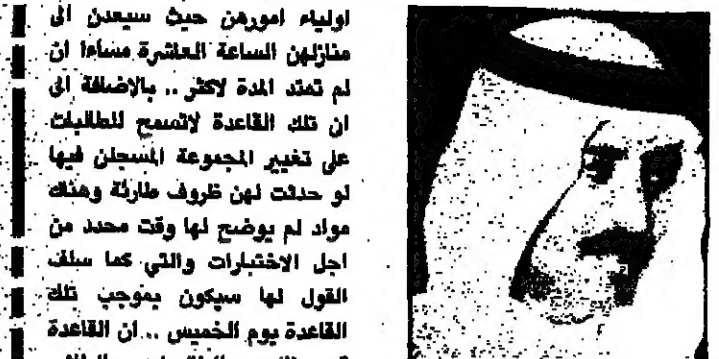 اولياء امورهن حيث سيعدن الى
منازلهن الساعة العاشرة مساءا ان
لم تمتد المدة لاكثر .. بالاضافة الى
ان تلك القاعدة لاتسمح للطالبات
على تغيير المجموعة المسجلن فيها
لو حدثت لهن ظروف طارئة وهناك
مواد لم يوضح لها وقت محدد من
اجل الاختبارات والتي كما سلف
القول لها سيكون بموجب تلك
القاعدة يوم الخميس .. ان القاعدة